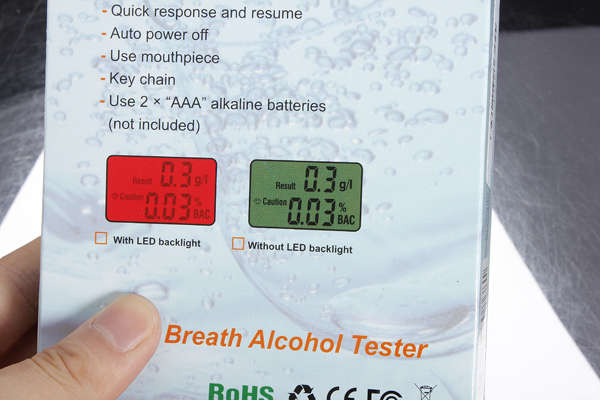 - Quick response and resume
- Auto power off
- Use mouthpiece
- Key chain
- Use 2 × “AAA” alkaline batteries
(not included)
Result 0.3 g/l
Caution 0.03 % BAC
With LED backlight
Result 0.3 g/l
Caution 0.03 % BAC
Without LED backlight
Breath Alcohol Tester
RoHS CE FC